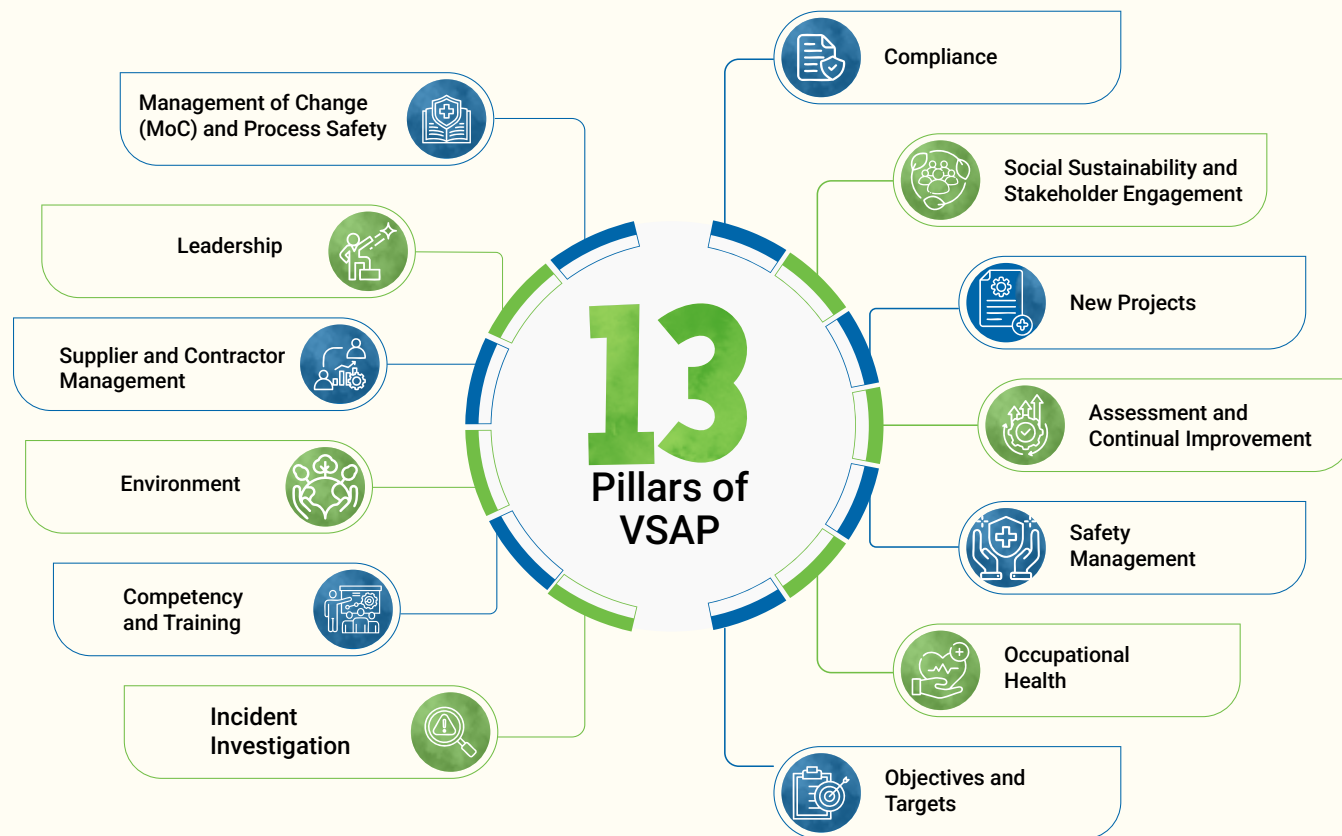 Management of Change
(MoC) and Process Safety
Leadership
Supplier and Contractor
Management
Environment
Competency
and Training
Incident
Investigation
13
Pillars of
VSAP
Compliance
Social Sustainability and
Stakeholder Engagement
New Projects
Assessment and
Continual Improvement
Safety
Management
Occupational
Health
Objectives and
Targets